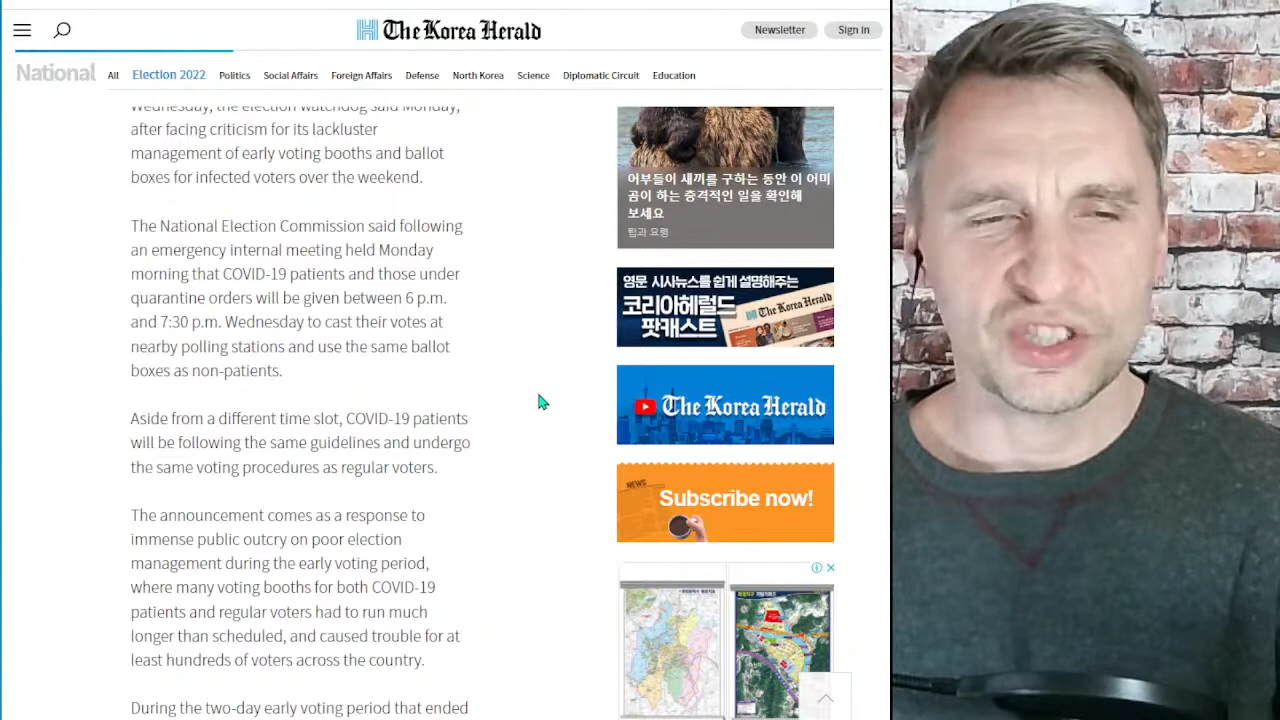 The Korea Herald
Newsletter
Sign In
National
All
Election 2022
Politics
Social Affairs
Foreign Affairs
Defense
North Korea
Science
Diplomatic Circuit
Education
Wednesday, the election watchdog said Monday,
after facing criticism for its lackluster
management of early voting booths and ballot
boxes for infected voters over the weekend.
The National Election Commission said following
an emergency internal meeting held Monday
morning that COVID-19 patients and those under
quarantine orders will be given between 6 p.m.
and 7:30 p.m. Wednesday to cast their votes at
nearby polling stations and use the same ballot
boxes as non-patients.
Aside from a different time slot, COVID-19 patients
will be following the same guidelines and undergo
the same voting procedures as regular voters.
The announcement comes as a response to
immense public outcry on poor election
management during the early voting period,
where many voting booths for both COVID-19
patients and regular voters had to run much
longer than scheduled, and caused trouble for at
least hundreds of voters across the country.
During the two-day early voting period that ended
어부들이 새끼를 구하는 동안 이 어미
곰이 하는 충격적인 일을 확인해
보세요
팁과 요령
영문 시사뉴스를 쉽게 설명해주는
코리아헤럴드
팟캐스트
The Korea Herald
The Korea Herald
NEWS
Subscribe now!